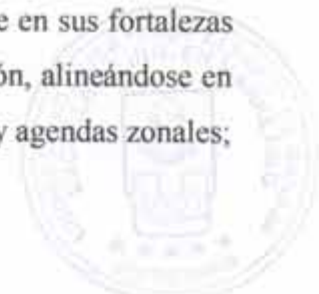 e en sus fortalezas
ón, alineándose en
y agendas zonales;